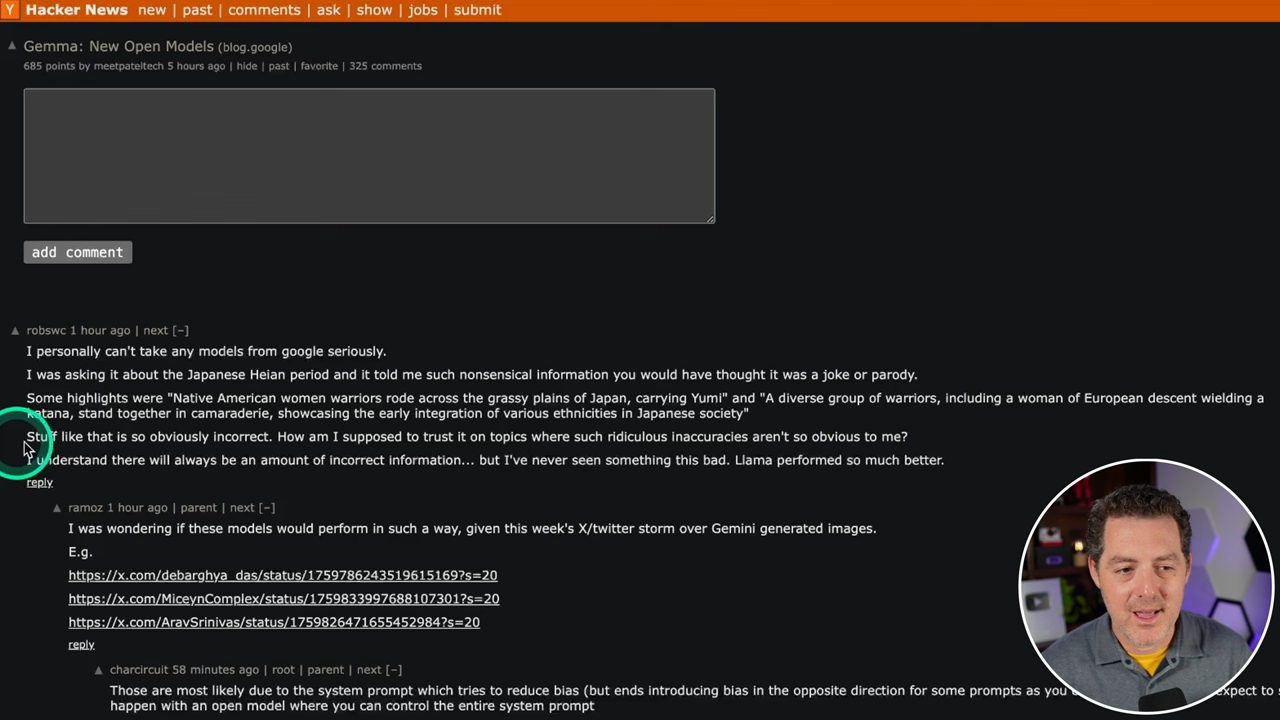 Y Hacker News new | past | comments | ask | show | jobs | submit
▲ Gemma: New Open Models (blog.google)
685 points by meetpateltech 5 hours ago | hide | past | favorite | 325 comments
add comment
▲ robswc 1 hour ago | next [–]
I personally can't take any models from google seriously.
I was asking it about the Japanese Heian period and it told me such nonsensical information you would have thought it was a joke or parody.
Some highlights were "Native American women warriors rode across the grassy plains of Japan, carrying Yumi" and "A diverse group of warriors, including a woman of European descent wielding a
katana, stand together in camaraderie, showcasing the early integration of various ethnicities in Japanese society"
Stuff like that is so obviously incorrect. How am I supposed to trust it on topics where such ridiculous inaccuracies aren't so obvious to me?
I understand there will always be an amount of incorrect information... but I've never seen something this bad. Llama performed so much better.
reply
▲ ramoz 1 hour ago | parent | next [–]
I was wondering if these models would perform in such a way, given this week's X/twitter storm over Gemini generated images.
E.g.
https://x.com/debarghya_das/status/1759786243519615169?s=20
https://x.com/MiceynComplex/status/1759833997688107301?s=20
https://x.com/AravSrinivas/status/1759826471655452984?s=20
reply
▲ charcircuit 58 minutes ago | root | parent | next [–]
Those are most likely due to the system prompt which tries to reduce bias (but ends introducing bias in the opposite direction for some prompts as you expect to
happen with an open model where you can control the entire system prompt